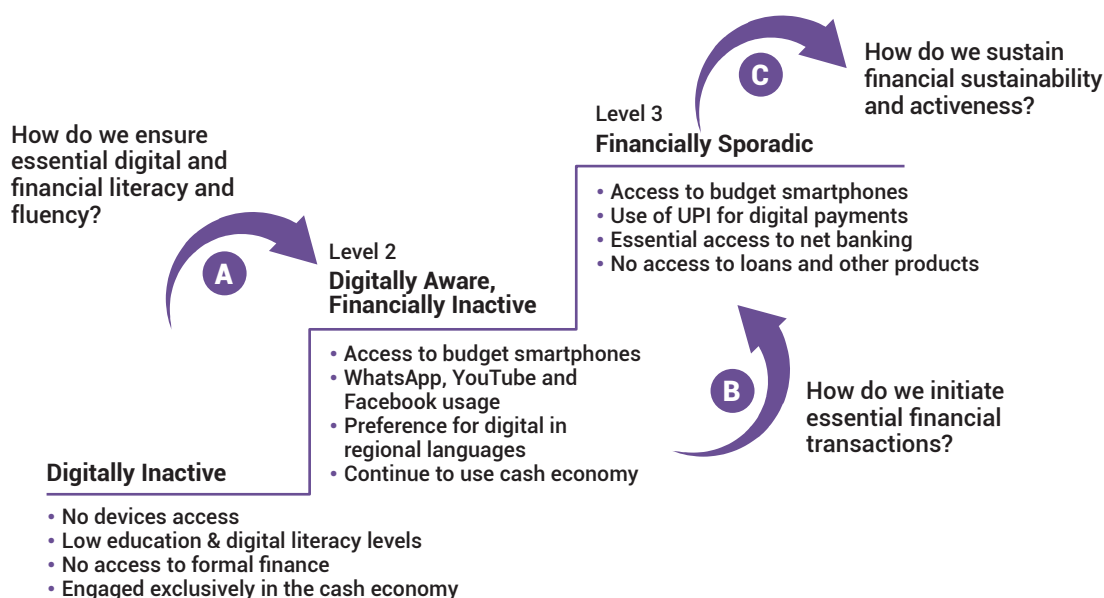 How do we ensure
essential digital and
financial literacy and
fluency?
A
Digitally Inactive
• No devices access
• Low education & digital literacy levels
• No access to formal finance
• Engaged exclusively in the cash economy
Level 2
Digitally Aware,
Financially Inactive
• Access to budget smartphones
• WhatsApp, YouTube and
Facebook usage
• Preference for digital in
regional languages
• Continue to use cash economy
B
How do we initiate
essential financial
transactions?
Level 3
Financially Sporadic
• Access to budget smartphones
• Use of UPI for digital payments
• Essential access to net banking
• No access to loans and other products
C
How do we sustain
financial sustainability
and activeness?